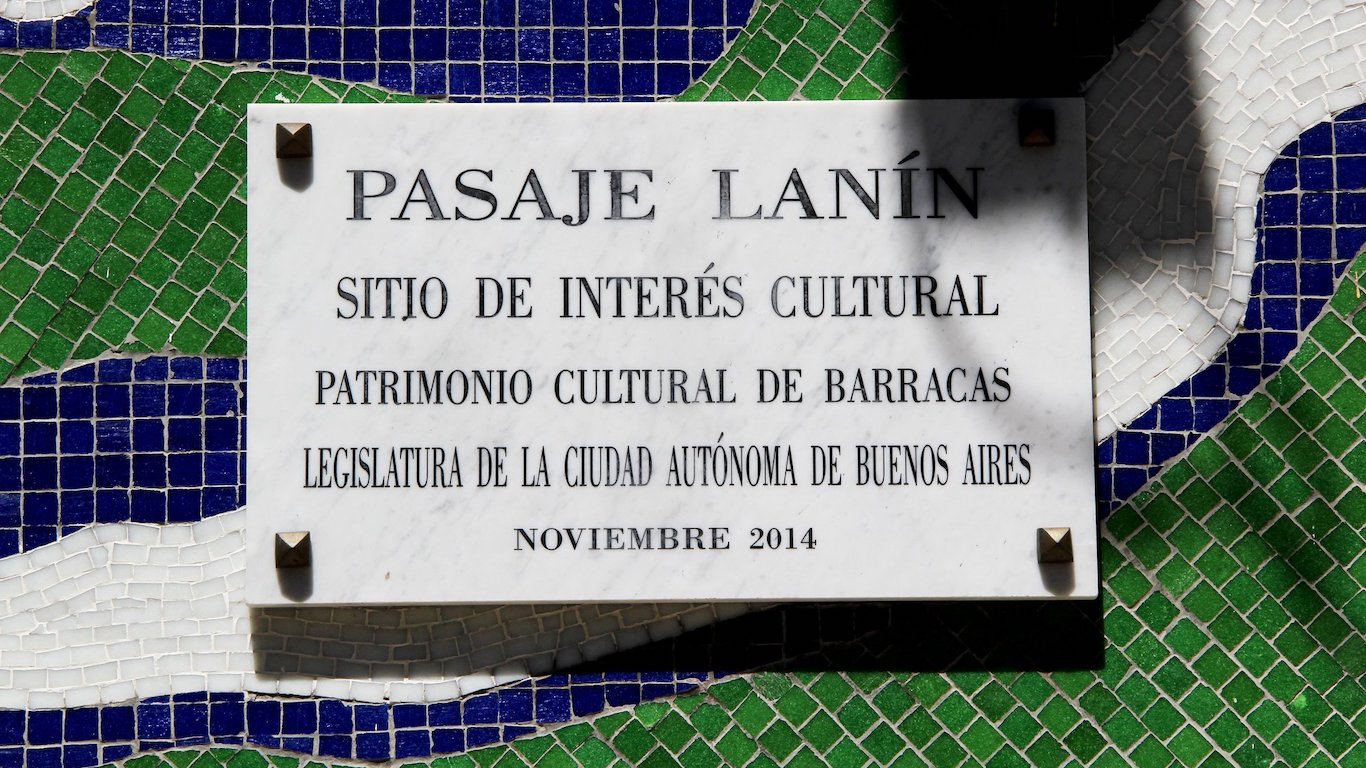 PASAJE LANÍN
SITIO DE INTERÉS CULTURAL
PATRIMONIO CULTURAL DE BARRACAS
LEGISLATURA DE LA CIUDAD AUTÓNOMA DE BUENOS AIRES
NOVIEMBRE 2014